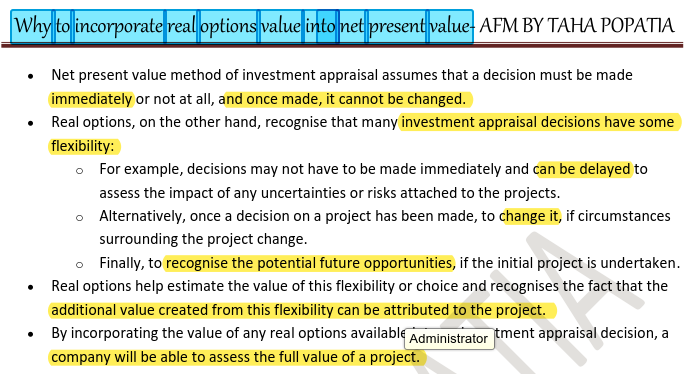 Why to incorporate real options value into net present value- AFM BY TAHA POPATIA
• Net present value method of investment appraisal assumes that a decision must be made
immediately or not at all, and once made, it cannot be changed.
• Real options, on the other hand, recognise that many investment appraisal decisions have some
flexibility:
o For example, decisions may not have to be made immediately and can be delayed to
assess the impact of any uncertainties or risks attached to the projects.
o Alternatively, once a decision on a project has been made, to change it, if circumstances
surrounding the project change.
o Finally, to recognise the potential future opportunities, if the initial project is undertaken.
• Real options help estimate the value of this flexibility or choice and recognises the fact that the
additional value created from this flexibility can be attributed to the project.
• By incorporating the value of any real options available tment appraisal decision, a
Administrator
company will be able to assess the full value of a project.